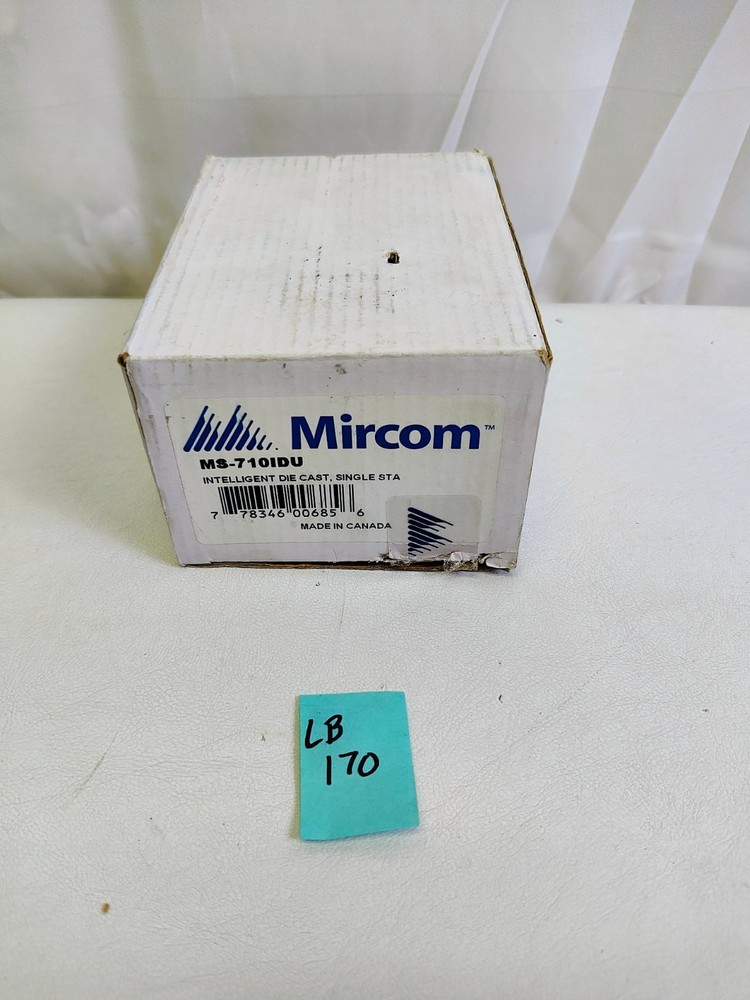 Mircom™
MS-710IDU
INTELLIGENT DIE CAST, SINGLE STA
7 78346 00685 6
MADE IN CANADA
LB
170